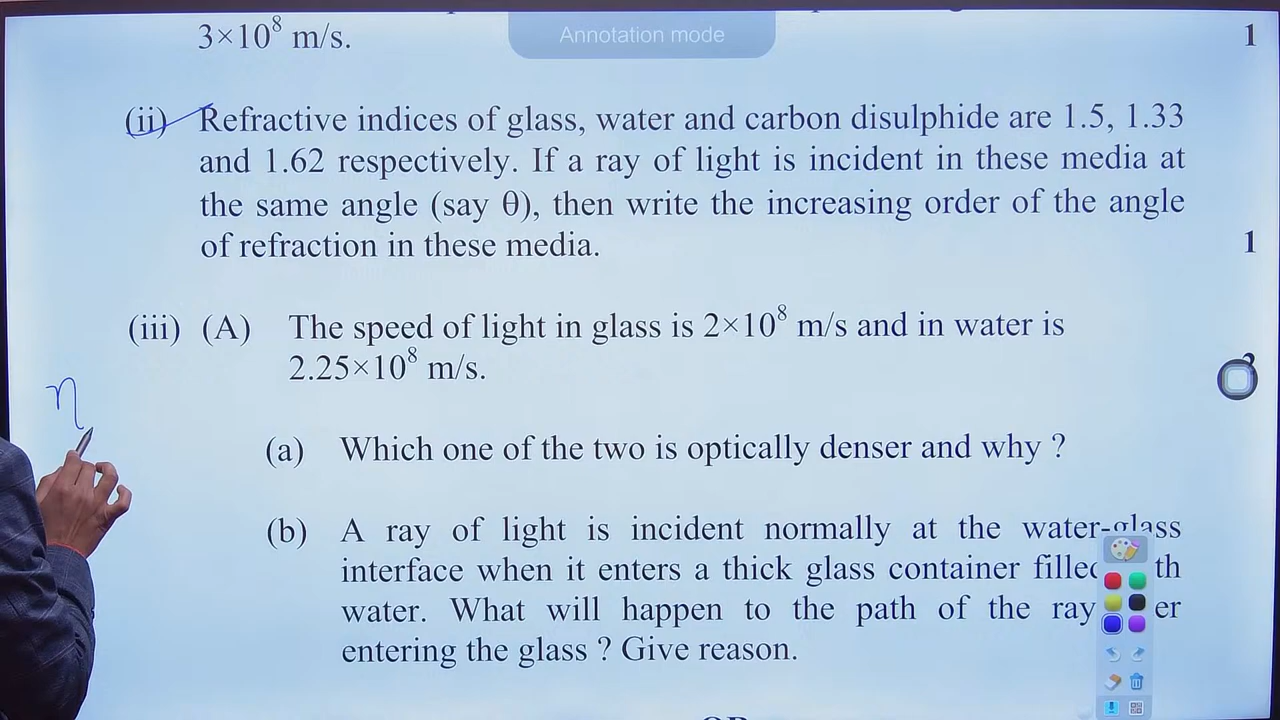 Annotation mode
3×10⁸ m/s. 1
(ii) Refractive indices of glass, water and carbon disulphide are 1.5, 1.33
and 1.62 respectively. If a ray of light is incident in these media at
the same angle (say θ), then write the increasing order of the angle
of refraction in these media. 1
(iii) (A) The speed of light in glass is 2×10⁸ m/s and in water is
2.25×10⁸ m/s.
η
(a) Which one of the two is optically denser and why ?
(b) A ray of light is incident normally at the water-glass
interface when it enters a thick glass container
water. What will happen to the path of the ray
entering the glass ? Give reason.